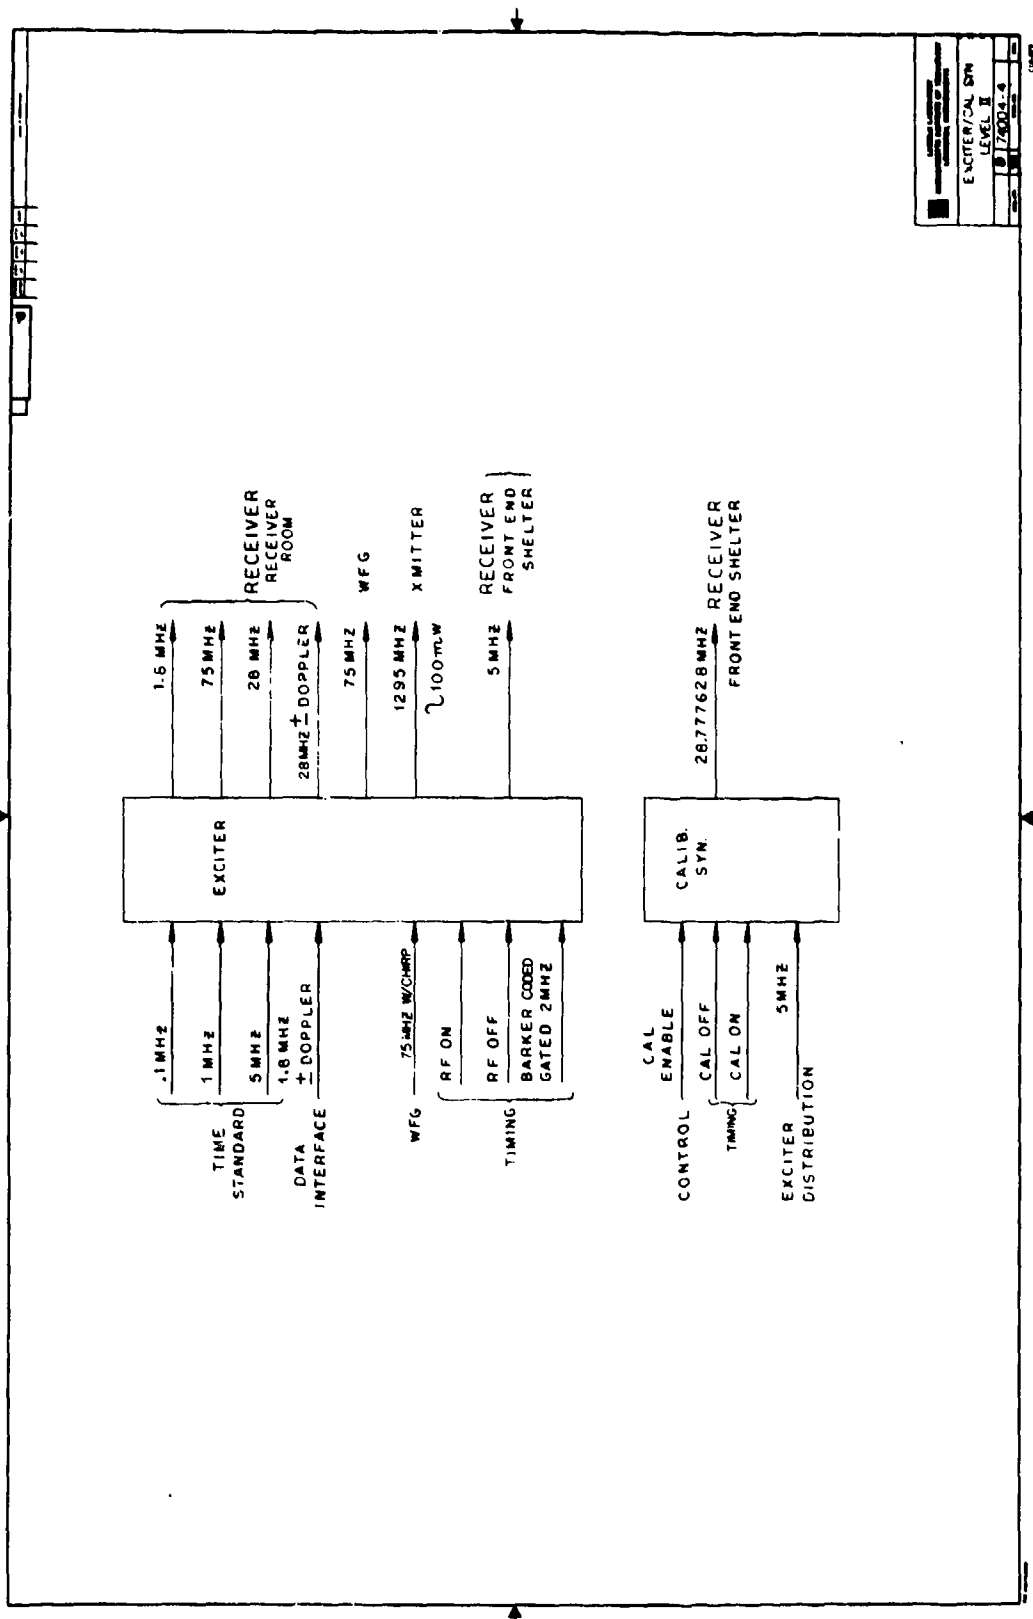 .1 MHZ
1 MHZ
5 MHZ
TIME
STANDARD
1.8 MHZ
± DOPPLER
DATA
INTERFACE
75 MHZ W/CHIRP
WFG
RF ON
RF OFF
BARKER CODED
GATED 2MHZ
TIMING
EXCITER
1.8 MHZ
75 MHZ
28 MHZ
28MHZ ± DOPPLER
RECEIVER
RECEIVER
ROOM
75 MHZ
WFG
1295 MHZ
XMITTER
100mW
5 MHZ
RECEIVER
FRONT END
SHELTER
CAL
ENABLE
CONTROL
CAL OFF
CAL ON
TIMING
5MHZ
EXCITER
DISTRIBUTION
CALIB.
SYN.
28.777628MHZ
RECEIVER
FRONT END SHELTER
EXCITER/CAL SYN
LEVEL II
74004-4